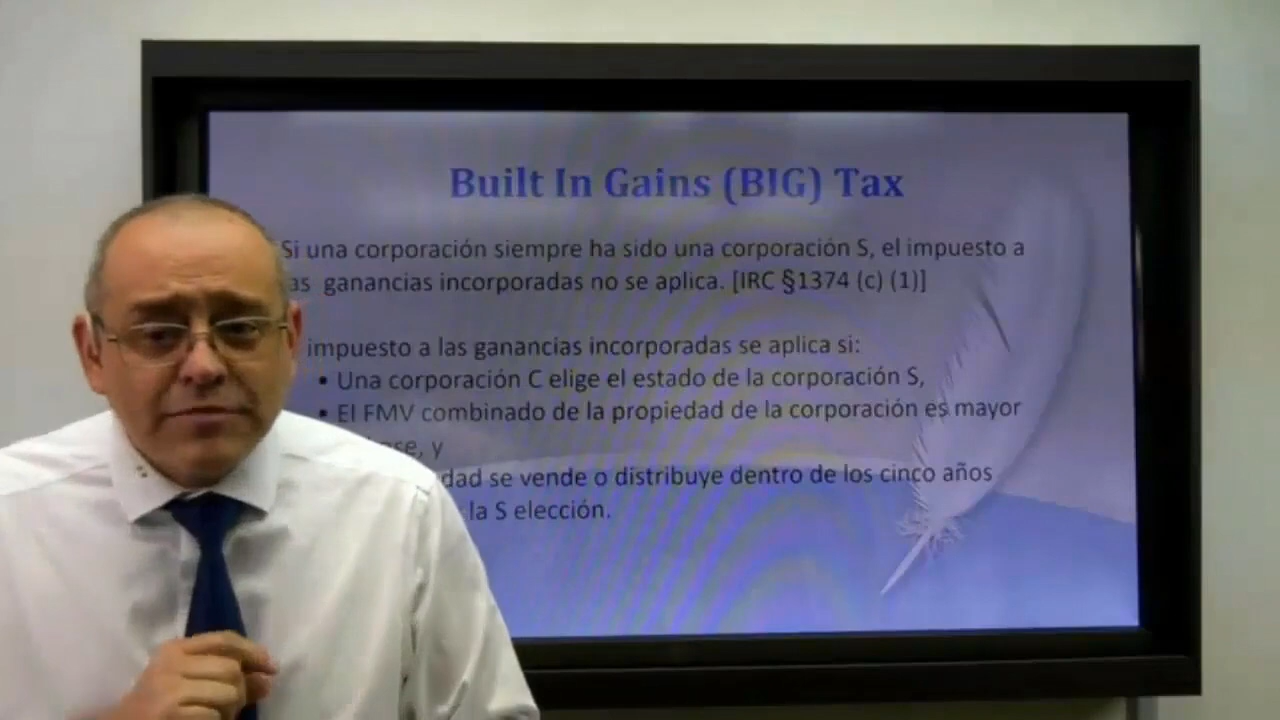 Built In Gains (BIG) Tax
Si una corporación siempre ha sido una corporación S, el impuesto a
as ganancias incorporadas no se aplica. [IRC §1374 (c) (1)]
impuesto a las ganancias incorporadas se aplica si:
• Una corporación C elige el estado de la corporación S,
• El FMV combinado de la propiedad de la corporación es mayor
se, y
dad se vende o distribuye dentro de los cinco años
la S elección.